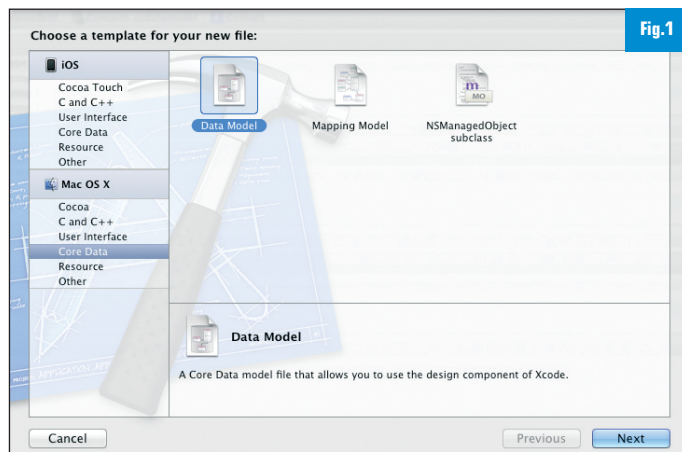 Fig.1
Choose a template for your new file:
iOS
Cocoa Touch
C and C++
User Interface
Core Data
Resource
Other
Mac OS X
Cocoa
C and C++
User Interface
Core Data
Resource
Other
Data Model
Mapping Model
m
MO
NSManagedObject
subclass
Data Model
A Core Data model file that allows you to use the design component of Xcode.
Cancel
Previous
Next